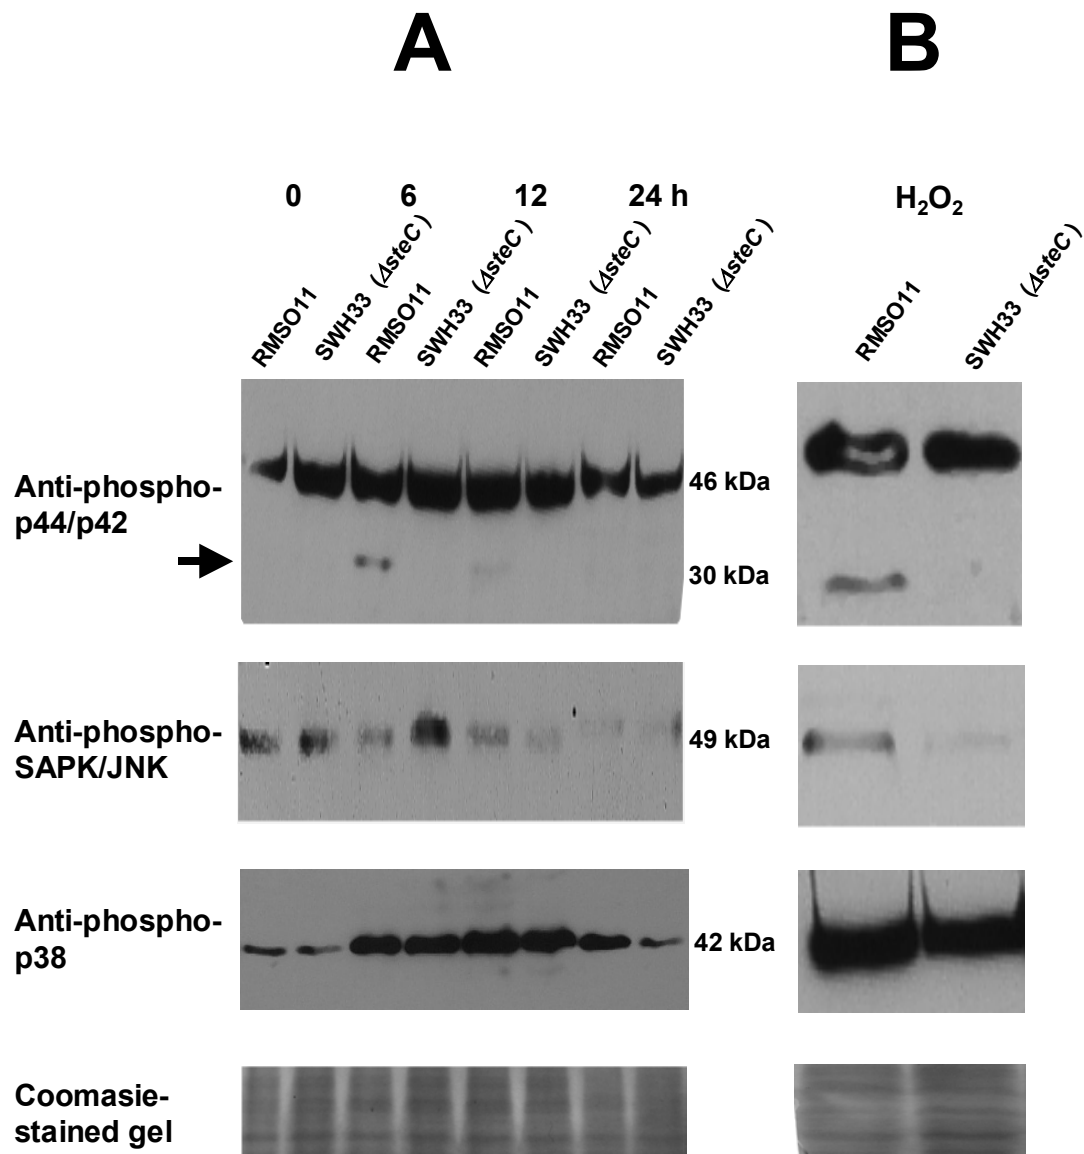 A B
0 6 12 24 h H₂O₂
RMSO11 SWH33 (ΔsteC) RMSO11 SWH33 (ΔsteC) RMSO11 SWH33 (ΔsteC) RMSO11 SWH33 (ΔsteC) RMSO11 SWH33 (ΔsteC)
Anti-phospho-
p44/p42
46 kDa
30 kDa
Anti-phospho-
SAPK/JNK
49 kDa
Anti-phospho-
p38
42 kDa
Coomasie-
stained gel